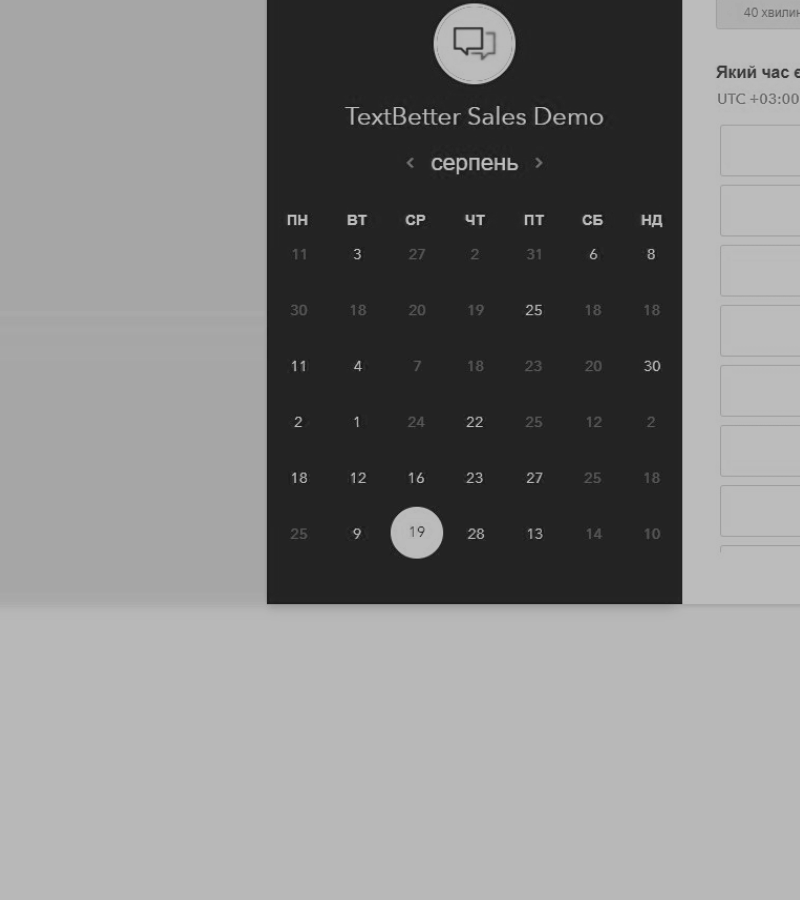 40 хвилин
TextBetter Sales Demo
‹ серпень ›
Який час є
UTC +03:00
ПН ВТ СР ЧТ ПТ СБ НД
11 3 27 2 31 6 8
30 18 20 19 25 18 18
11 4 7 18 23 20 30
2 1 24 22 25 12 2
18 12 16 23 27 25 18
25 9 19 28 13 14 10